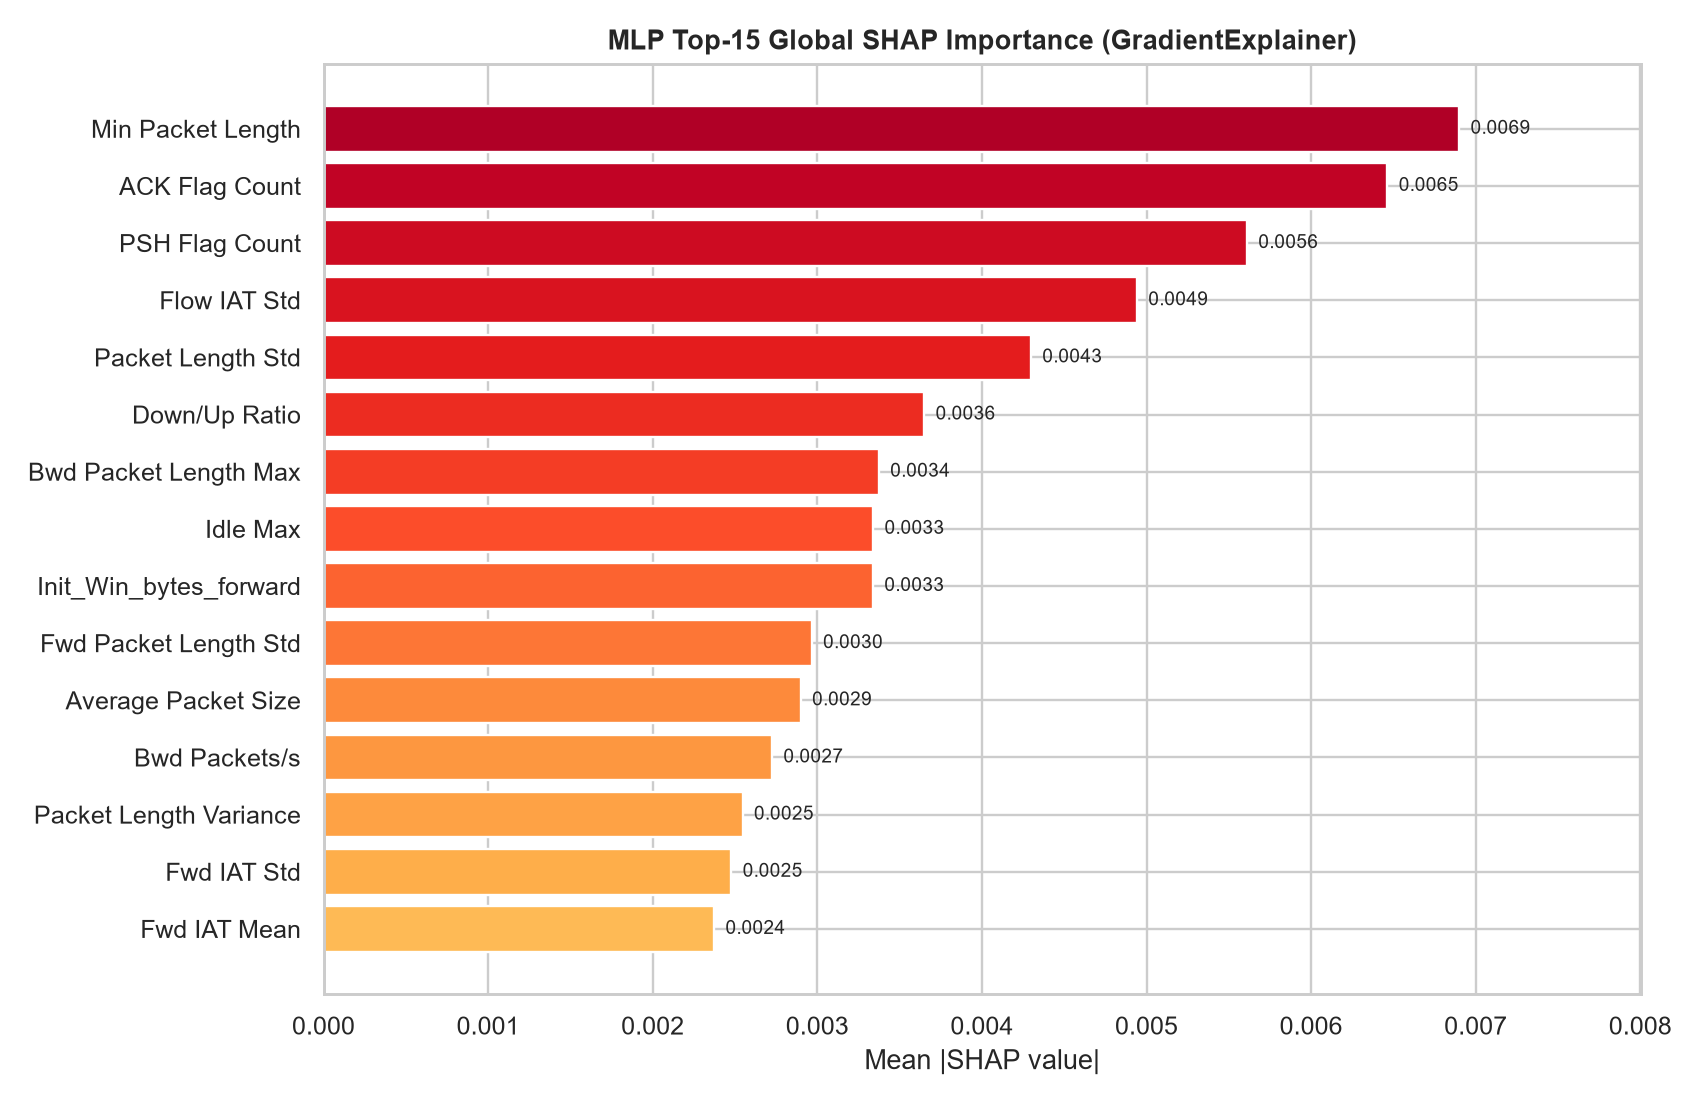 MLP Top-15 Global SHAP Importance (GradientExplainer)
Min Packet Length 0.0069
ACK Flag Count 0.0065
PSH Flag Count 0.0056
Flow IAT Std 0.0049
Packet Length Std 0.0043
Down/Up Ratio 0.0036
Bwd Packet Length Max 0.0034
Idle Max 0.0033
Init_Win_bytes_forward 0.0033
Fwd Packet Length Std 0.0030
Average Packet Size 0.0029
Bwd Packets/s 0.0027
Packet Length Variance 0.0025
Fwd IAT Std 0.0025
Fwd IAT Mean 0.0024
0.000 0.001 0.002 0.003 0.004 0.005 0.006 0.007 0.008
Mean |SHAP value|